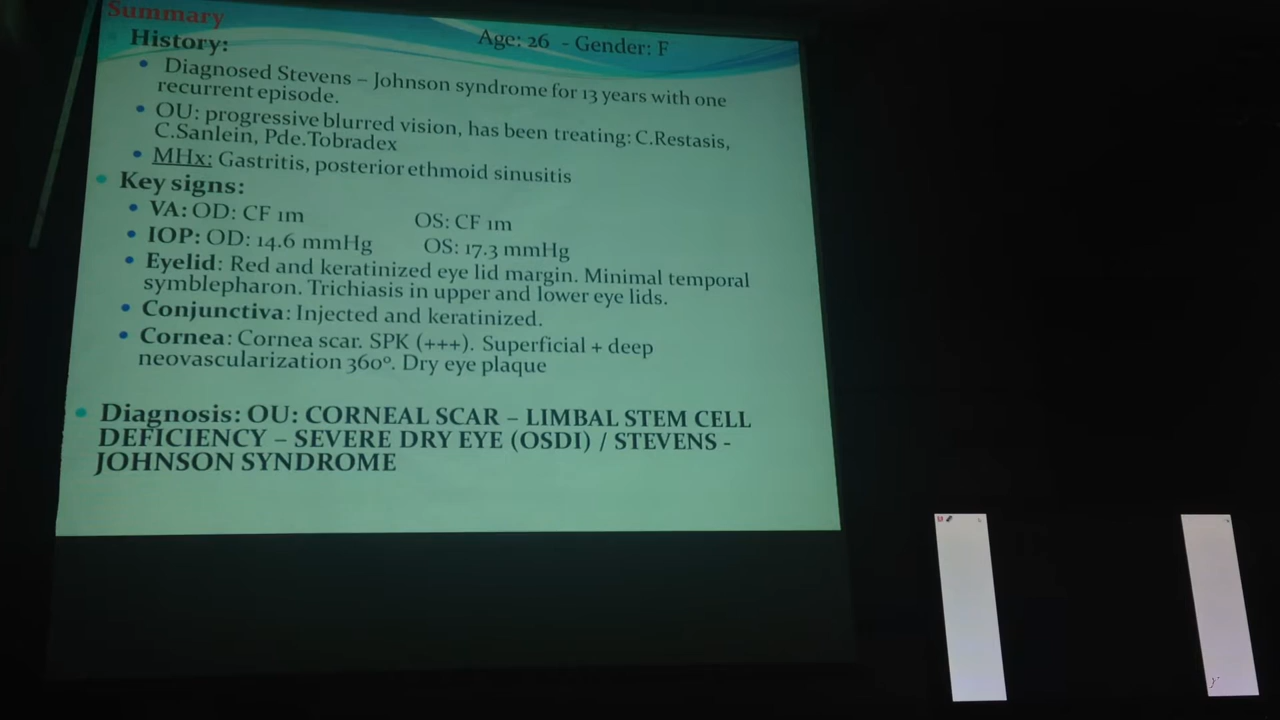 Summary
History:
Age: 26 - Gender: F
Diagnosed Stevens – Johnson syndrome for 13 years with one
recurrent episode.
OU: progressive blurred vision, has been treating: C.Restasis,
C.Sanlein, Pde.Tobradex
MHx: Gastritis, posterior ethmoid sinusitis
Key signs:
VA: OD: CF 1m OS: CF 1m
IOP: OD: 14.6 mmHg OS: 17.3 mmHg
Eyelid: Red and keratinized eye lid margin. Minimal temporal
symblepharon. Trichiasis in upper and lower eye lids.
Conjunctiva: Injected and keratinized.
Cornea: Cornea scar. SPK (+++). Superficial + deep
neovascularization 360°. Dry eye plaque
Diagnosis: OU: CORNEAL SCAR – LIMBAL STEM CELL
DEFICIENCY – SEVERE DRY EYE (OSDI) / STEVENS -
JOHNSON SYNDROME